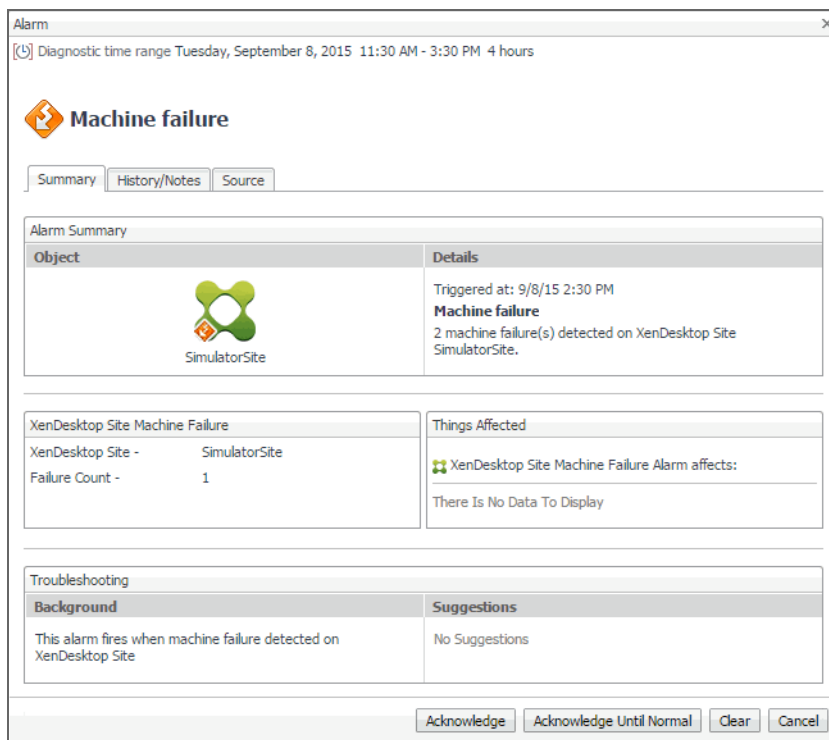 Alarm
Diagnostic time range Tuesday, September 8, 2015 11:30 AM - 3:30 PM 4 hours
Machine failure
Summary
History/Notes
Source
Alarm Summary
Object
Details
SimulatorSite
Triggered at: 9/8/15 2:30 PM
Machine failure
2 machine failure(s) detected on XenDesktop Site
SimulatorSite.
XenDesktop Site Machine Failure
XenDesktop Site - SimulatorSite
Failure Count - 1
Things Affected
XenDesktop Site Machine Failure Alarm affects:
There Is No Data To Display
Troubleshooting
Background
Suggestions
This alarm fires when machine failure detected on
XenDesktop Site
No Suggestions
Acknowledge
Acknowledge Until Normal
Clear
Cancel